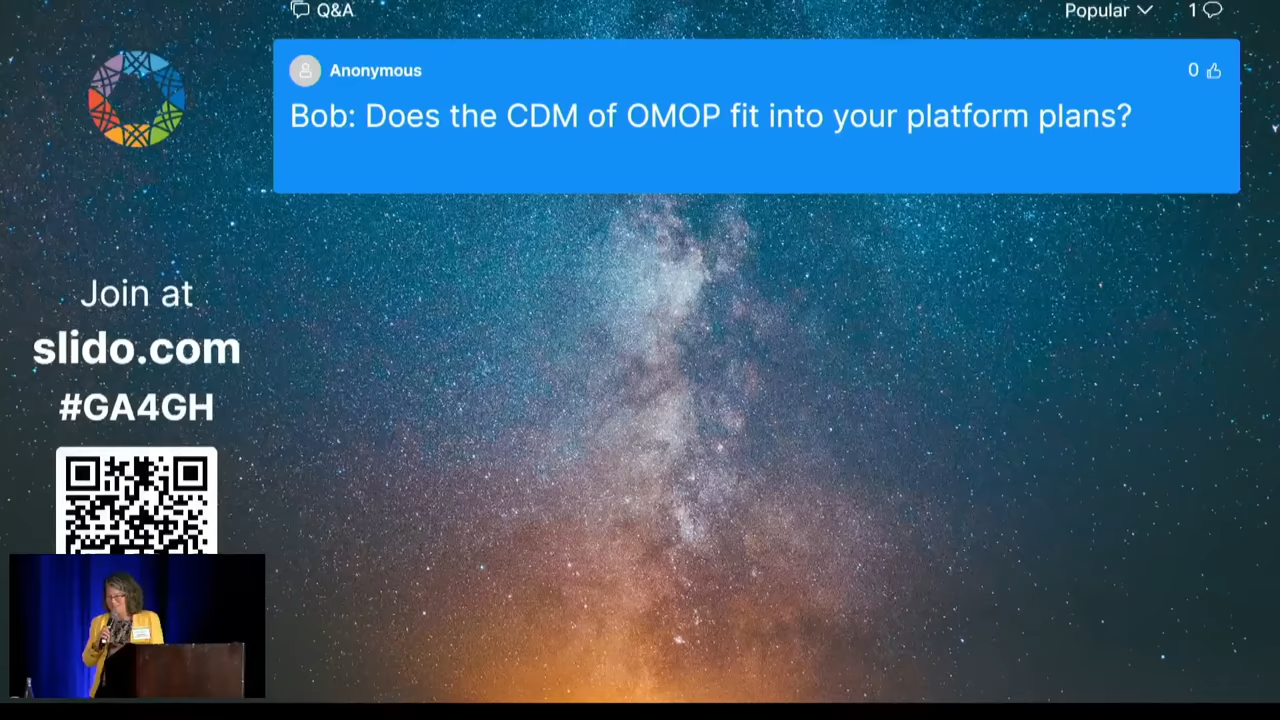 Q&A
Popular
1
Anonymous
0
Bob: Does the CDM of OMOP fit into your platform plans?
Join at
slido.com
#GA4GH